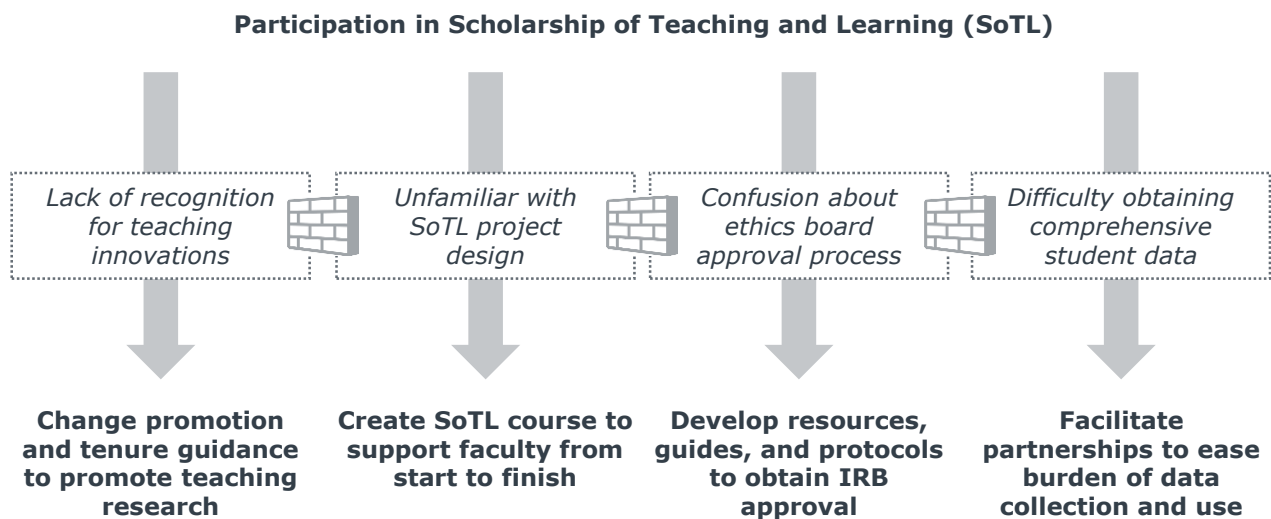 Participation in Scholarship of Teaching and Learning (SoTL)
Lack of recognition
for teaching
innovations
Unfamiliar with
SoTL project
design
Confusion about
ethics board
approval process
Difficulty obtaining
comprehensive
student data
Change promotion
and tenure guidance
to promote teaching
research
Create SoTL course to
support faculty from
start to finish
Develop resources,
guides, and protocols
to obtain IRB
approval
Facilitate
partnerships to ease
burden of data
collection and use